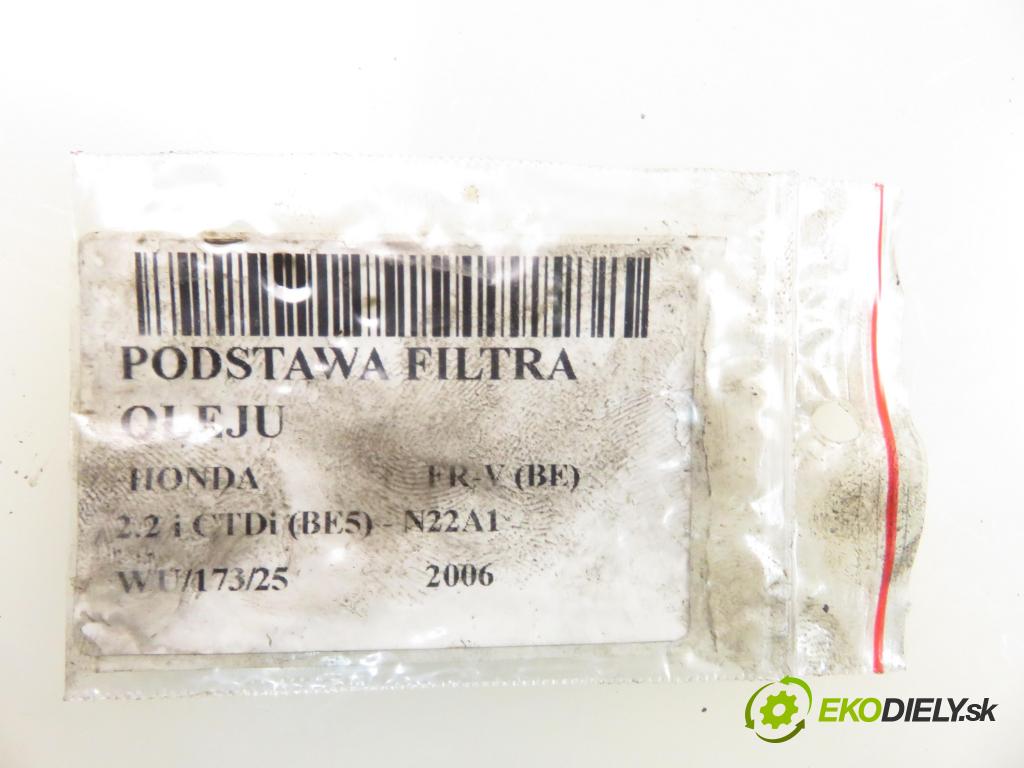 PODSTAWA FILTRA
OLEJU
HONDA FR-V (BE)
2.2 i CTDi (BE5) - N22A1
WU/173/25 2006
EKODIELY.sk